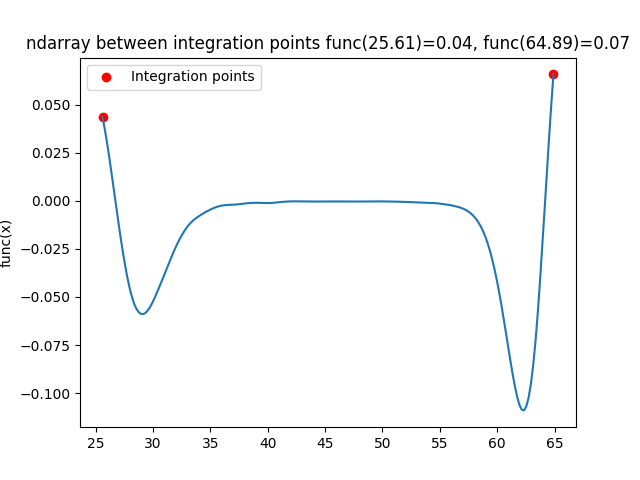 ndarray between integration points func(25.61)=0.04, func(64.89)=0.07
Integration points
func(x)
0.050
0.025
0.000
−0.025
−0.050
−0.075
−0.100
25 30 35 40 45 50 55 60 65